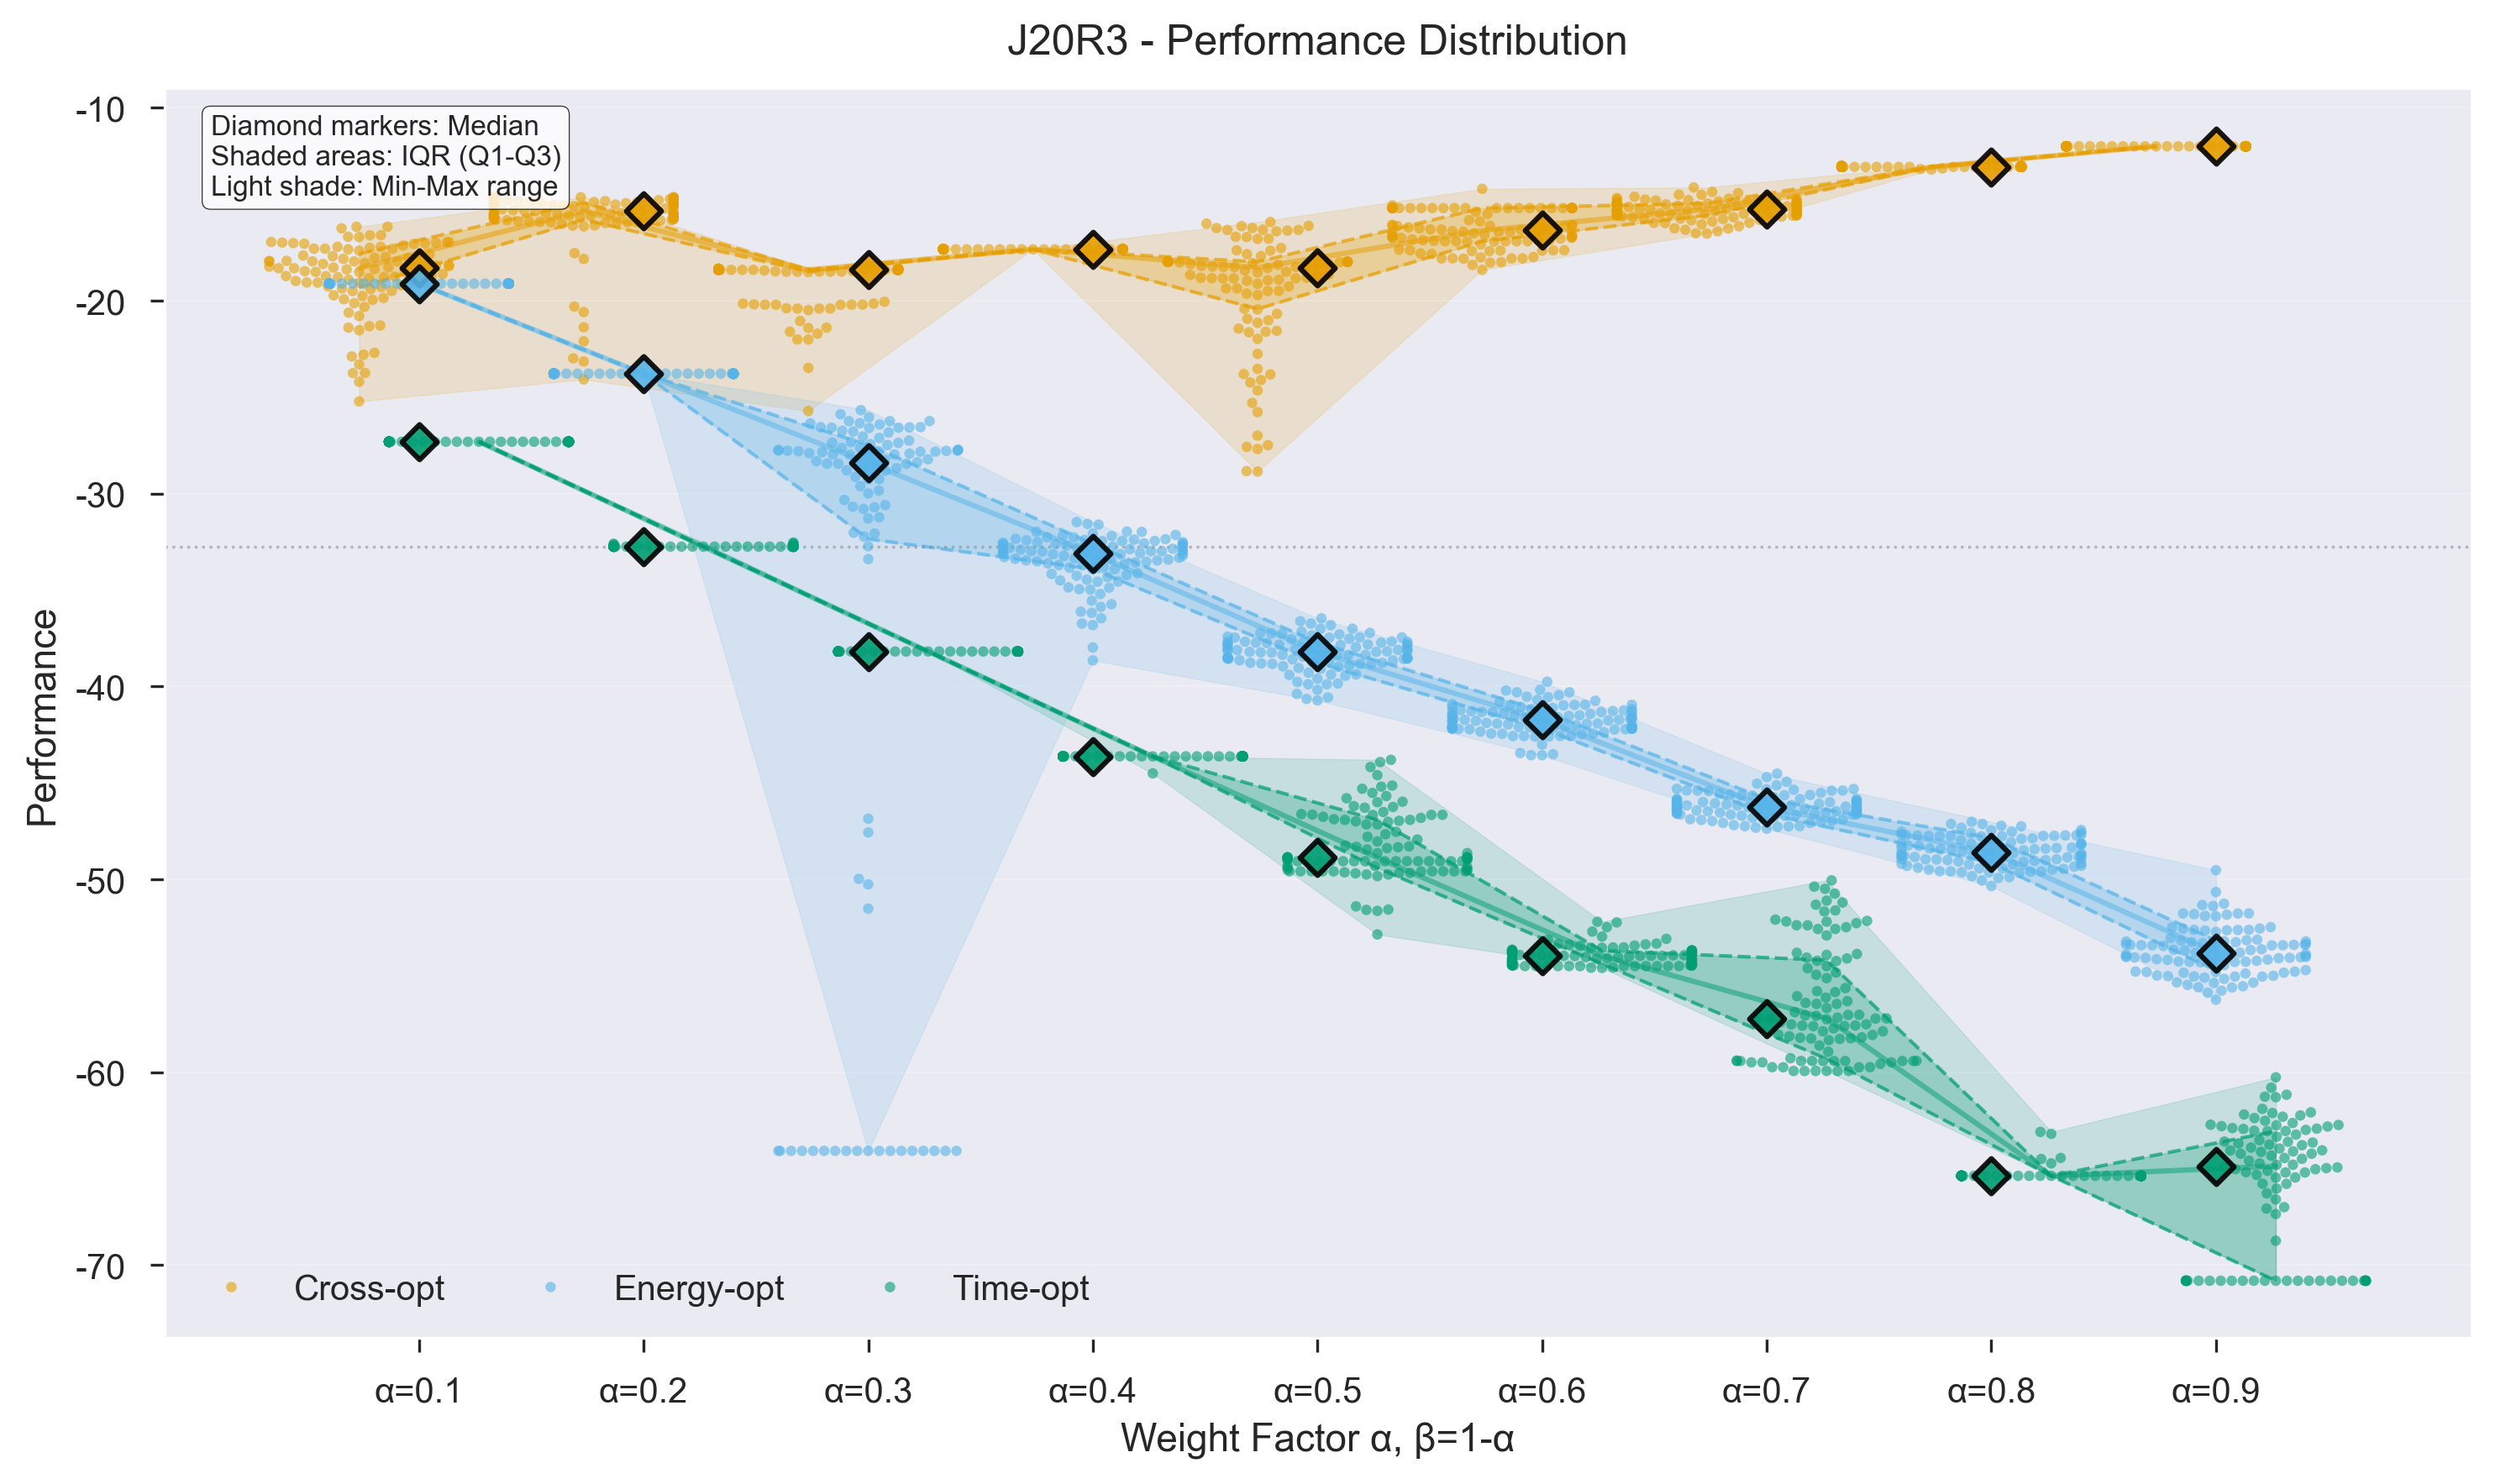 J20R3 - Performance Distribution
Diamond markers: Median
Shaded areas: IQR (Q1-Q3)
Light shade: Min-Max range
-10
-20
-30
-40
-50
-60
-70
Performance
Cross-opt
Energy-opt
Time-opt
α=0.1
α=0.2
α=0.3
α=0.4
α=0.5
α=0.6
α=0.7
α=0.8
α=0.9
Weight Factor α, β=1-α